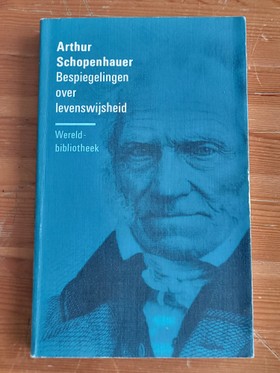 Arthur
Schopenhauer
Bespiegelingen
over
levenswijsheid
Wereld-
bibliotheek